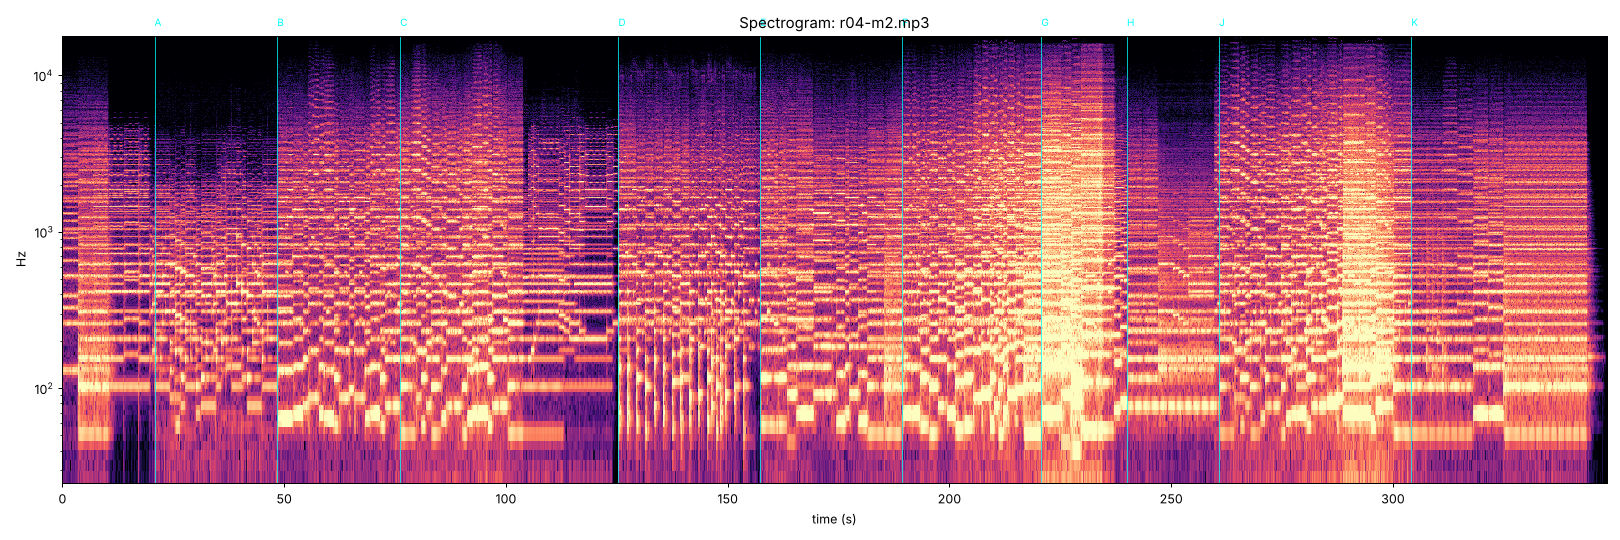 Spectrogram: r04-m2.mp3
A B C D G H J K
10⁴
10³
10²
Hz
0 50 100 150 200 250 300
time (s)